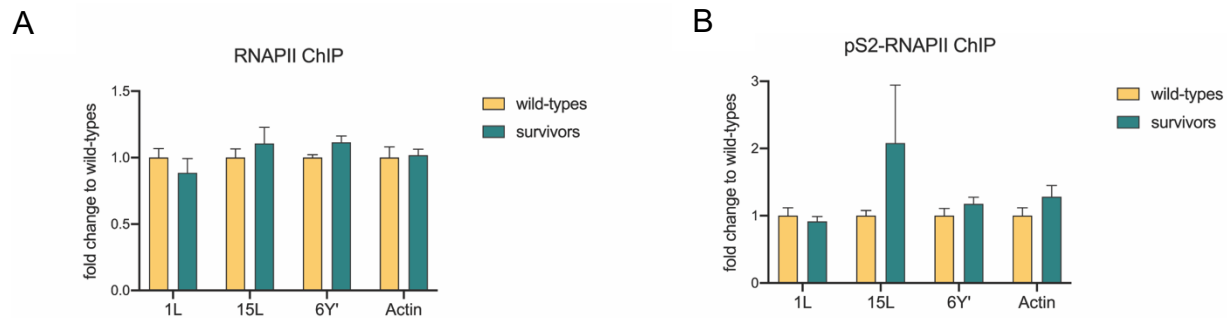 A
RNAPII ChIP
fold change to wild-types
1.5
1.0
0.5
0.0
1L
15L
6Y'
Actin
wild-types
survivors
B
pS2-RNAPII ChIP
fold change to wild-types
3
2
1
0
1L
15L
6Y'
Actin
wild-types
survivors